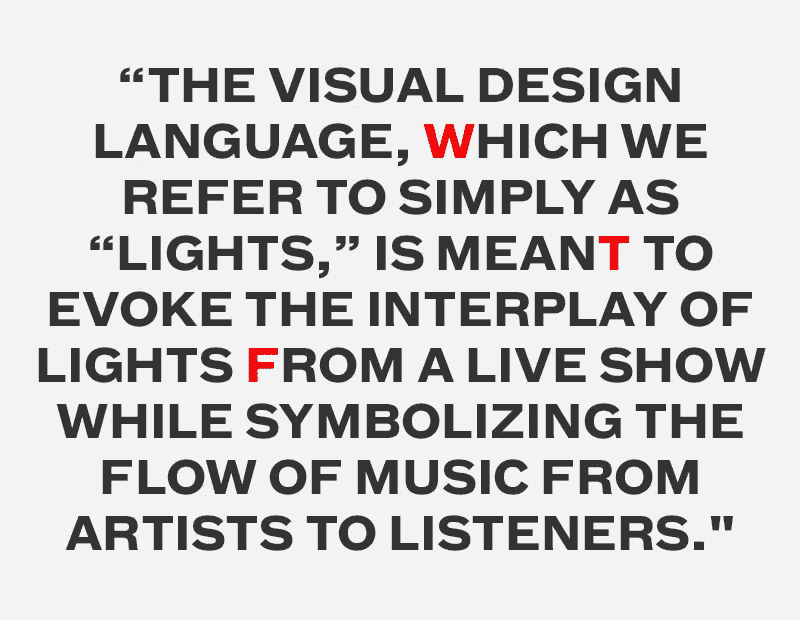 “THE VISUAL DESIGN
LANGUAGE, WHICH WE
REFER TO SIMPLY AS
“LIGHTS,” IS MEANT TO
EVOKE THE INTERPLAY OF
LIGHTS FROM A LIVE SHOW
WHILE SYMBOLIZING THE
FLOW OF MUSIC FROM
ARTISTS TO LISTENERS."